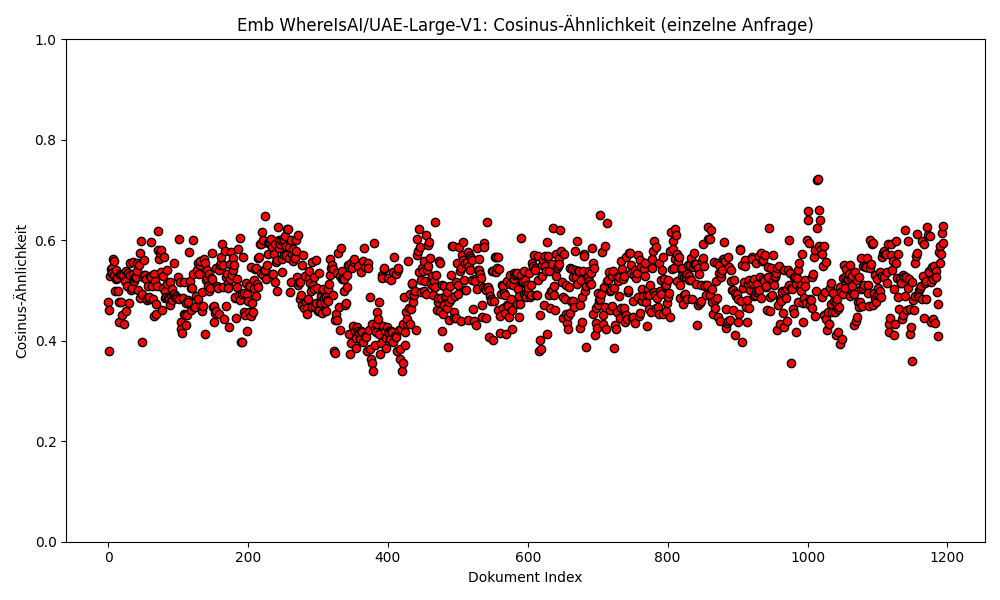 Emb WhereIsAI/UAE-Large-V1: Cosinus-Ähnlichkeit (einzelne Anfrage)
Cosinus-Ähnlichkeit
1.0
0.8
0.6
0.4
0.2
0.0
0 200 400 600 800 1000 1200
Dokument Index